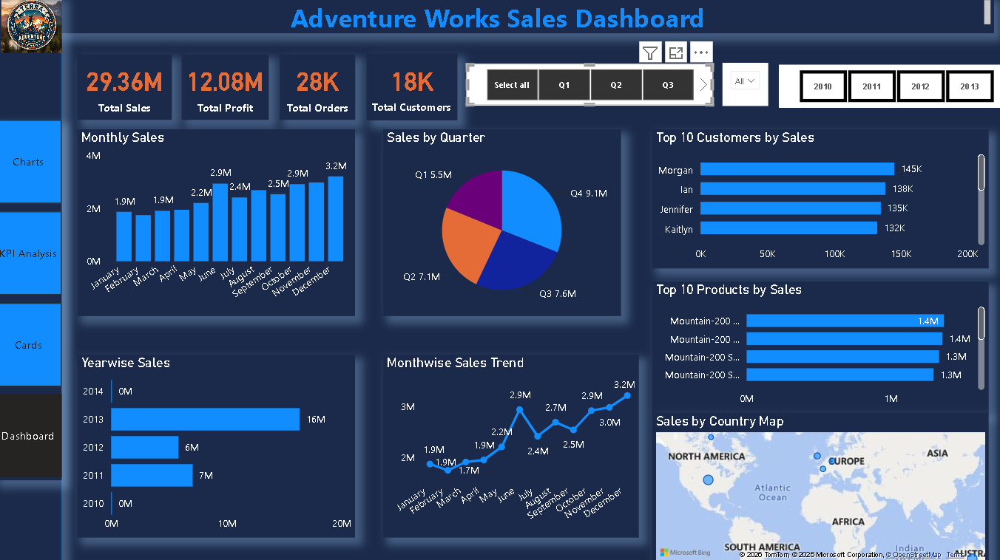 TERRA
ADVENTURE
Adventure Works Sales Dashboard
29.36M
Total Sales
12.08M
Total Profit
28K
Total Orders
18K
Total Customers
Select all
Q1
Q2
Q3
All
2010
2011
2012
2013
Charts
KPI Analysis
Cards
Dashboard
Monthly Sales
4M
2M
0M
1.9M
1.9M
2.2M
2.9M
2.4M
2.5M
2.9M
3.2M
January
February
March
April
May
June
July
August
September
October
November
December
Sales by Quarter
Q1 5.5M
Q4 9.1M
Q2 7.1M
Q3 7.6M
Top 10 Customers by Sales
Morgan
145K
Ian
138K
Jennifer
135K
Kaitlyn
132K
0K
50K
100K
150K
200K
Top 10 Products by Sales
Mountain-200 ...
1.4M
Mountain-200 ...
1.4M
Mountain-200 S...
1.3M
Mountain-200 S...
1.3M
0M
1M
Yearwise Sales
2014
0M
2013
16M
2012
6M
2011
7M
2010
0M
0M
10M
20M
Monthwise Sales Trend
3M
2M
1.9M
1.9M
1.7M
1.9M
2.2M
2.9M
2.4M
2.7M
2.5M
2.9M
3.0M
3.2M
January
February
March
April
May
June
July
August
September
October
November
December
Sales by Country Map
NORTH AMERICA
EUROPE
ASIA
Atlantic
Ocean
AFRICA
SOUTH AMERICA
Indian
AUSTR
Microsoft Bing
© 2026 TomTom, © 2026 Microsoft Corporation, © OpenStreetMap Terms